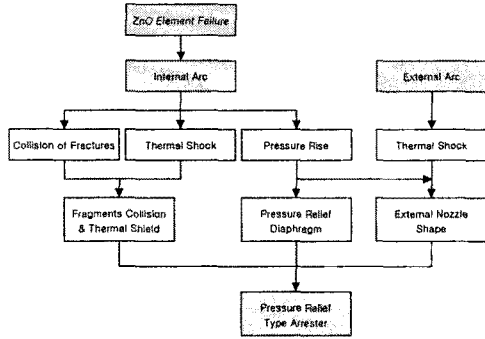 ZnO Element Failure
Internal Arc
External Arc
Collision of Fractures
Thermal Shock
Pressure Rise
Thermal Shock
Fragments Collision
& Thermal Shield
Pressure Relief
Diaphragm
External Nozzle
Shape
Pressure Relief
Type Arrester